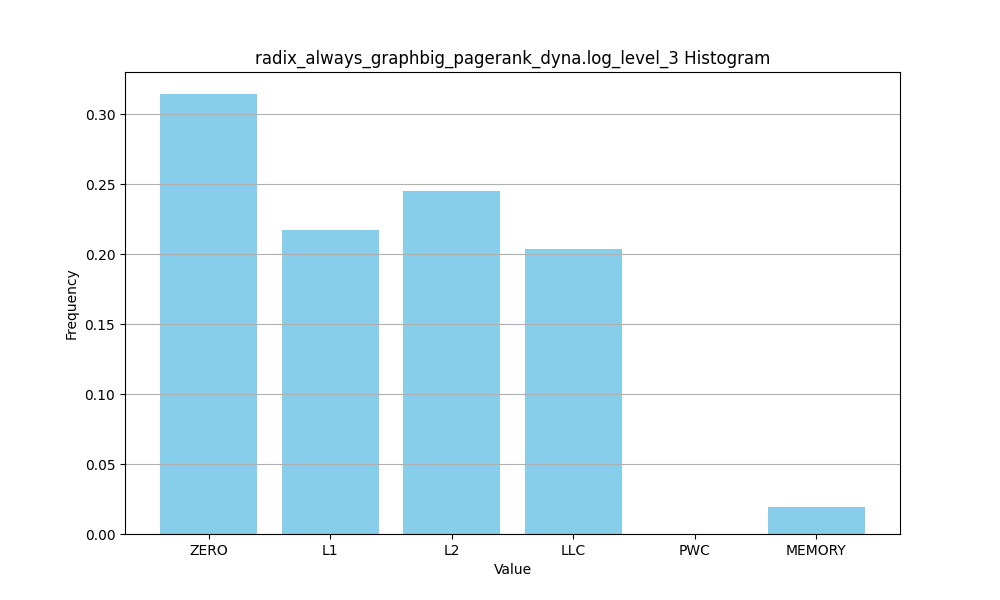 radix_always_graphbig_pagerank_dyna.log_level_3 Histogram
Frequency
0.30
0.25
0.20
0.15
0.10
0.05
0.00
ZERO L1 L2 LLC PWC MEMORY
Value